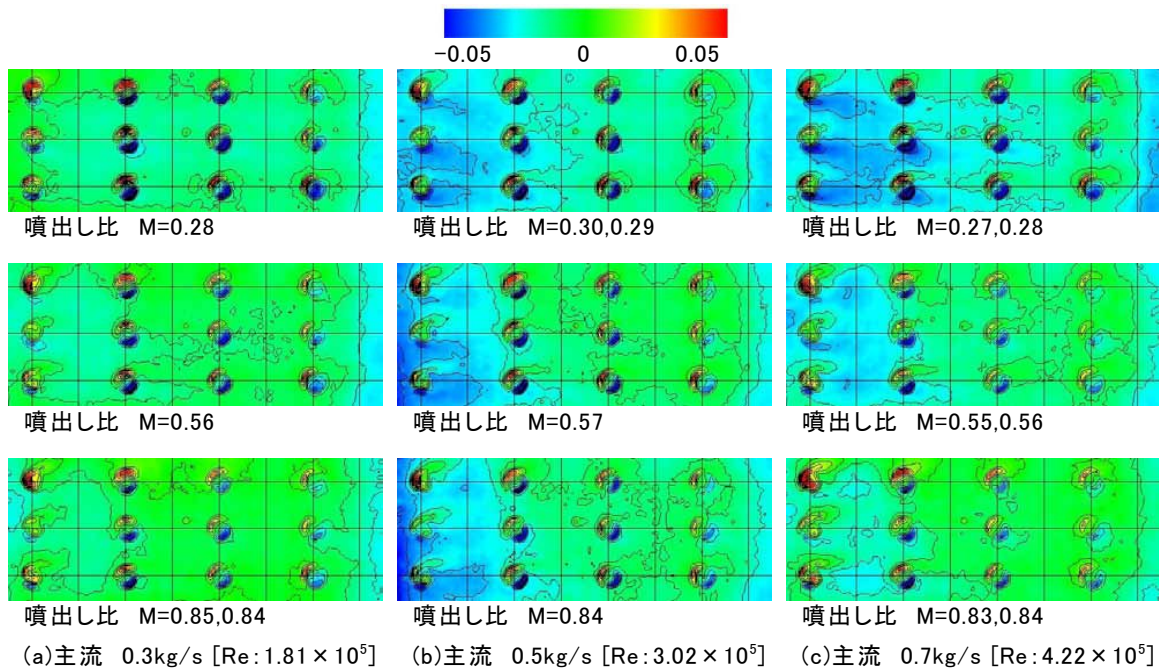 -0.05 0 0.05
噴出し比 M=0.28 噴出し比 M=0.30,0.29 噴出し比 M=0.27,0.28
噴出し比 M=0.56 噴出し比 M=0.57 噴出し比 M=0.55,0.56
噴出し比 M=0.85,0.84 噴出し比 M=0.84 噴出し比 M=0.83,0.84
(a)主流 0.3kg/s [Re:1.81×10⁵] (b)主流 0.5kg/s [Re:3.02×10⁵] (c)主流 0.7kg/s [Re:4.22×10⁵]